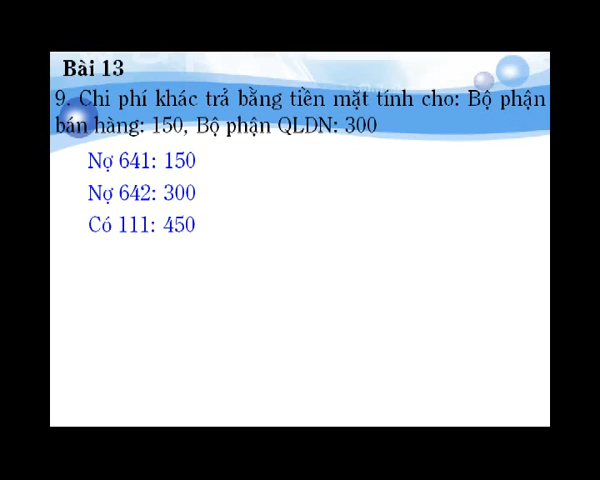 Bài 13
9. Chi phí khác trả bằng tiền mặt tính cho: Bộ phận
bán hàng: 150, Bộ phận QLDN: 300
Nợ 641: 150
Nợ 642: 300
Có 111: 450